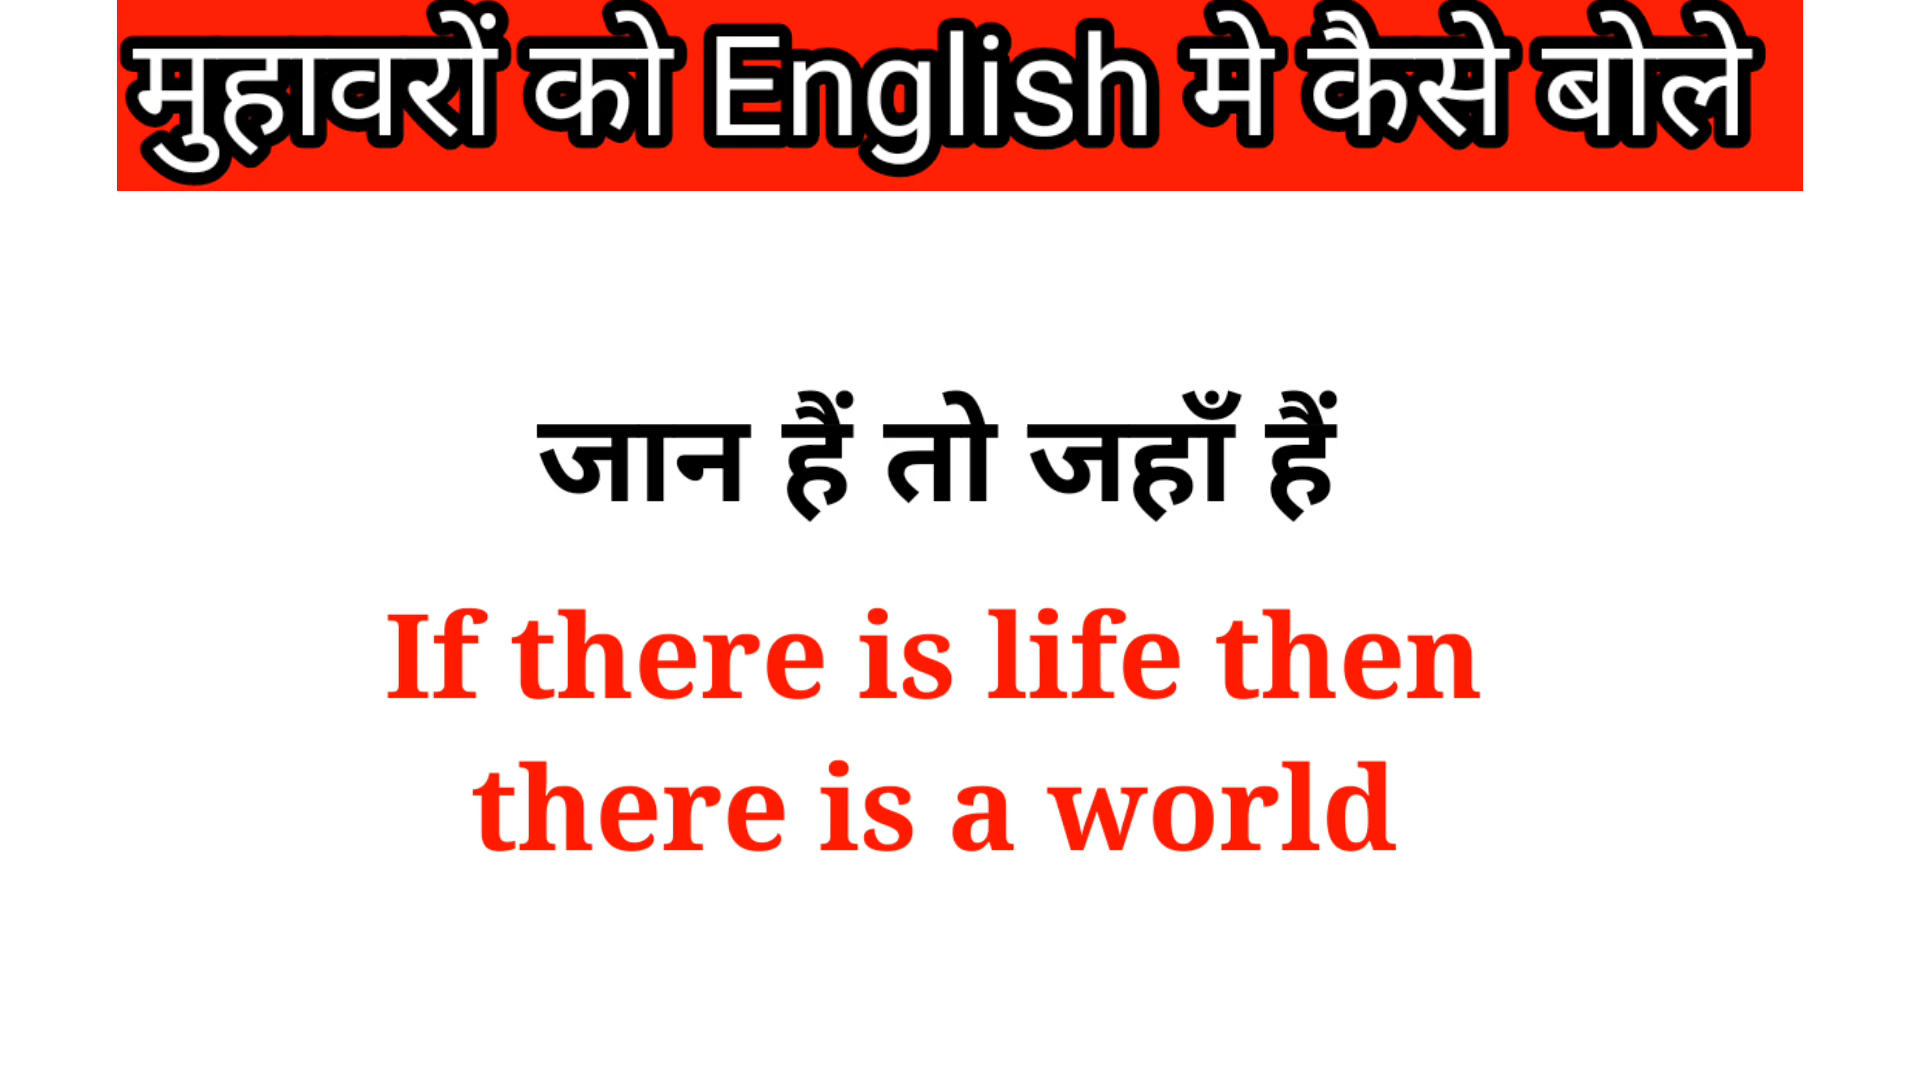 मुहावरों को English मे कैसे बोले
जान हैं तो जहाँ हैं
If there is life then
there is a world